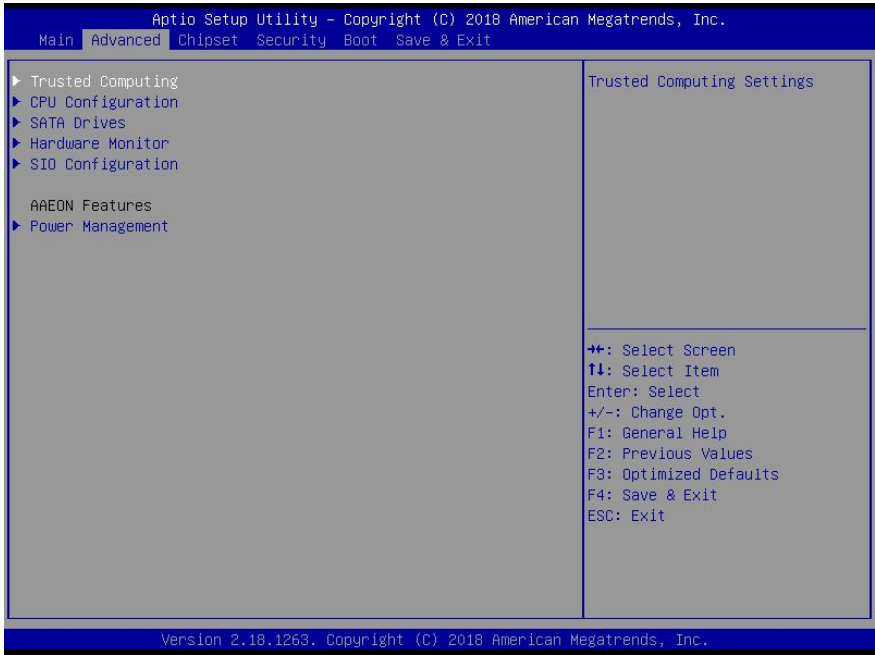 Aptio Setup Utility – Copyright (C) 2018 American Megatrends, Inc.
Main Advanced Chipset Security Boot Save & Exit
▶ Trusted Computing
▶ CPU Configuration
▶ SATA Drives
▶ Hardware Monitor
▶ SIO Configuration
AAEON Features
▶ Power Management
Trusted Computing Settings
→←: Select Screen
↑↓: Select Item
Enter: Select
+/-: Change Opt.
F1: General Help
F2: Previous Values
F3: Optimized Defaults
F4: Save & Exit
ESC: Exit
Version 2.18.1263. Copyright (C) 2018 American Megatrends, Inc.